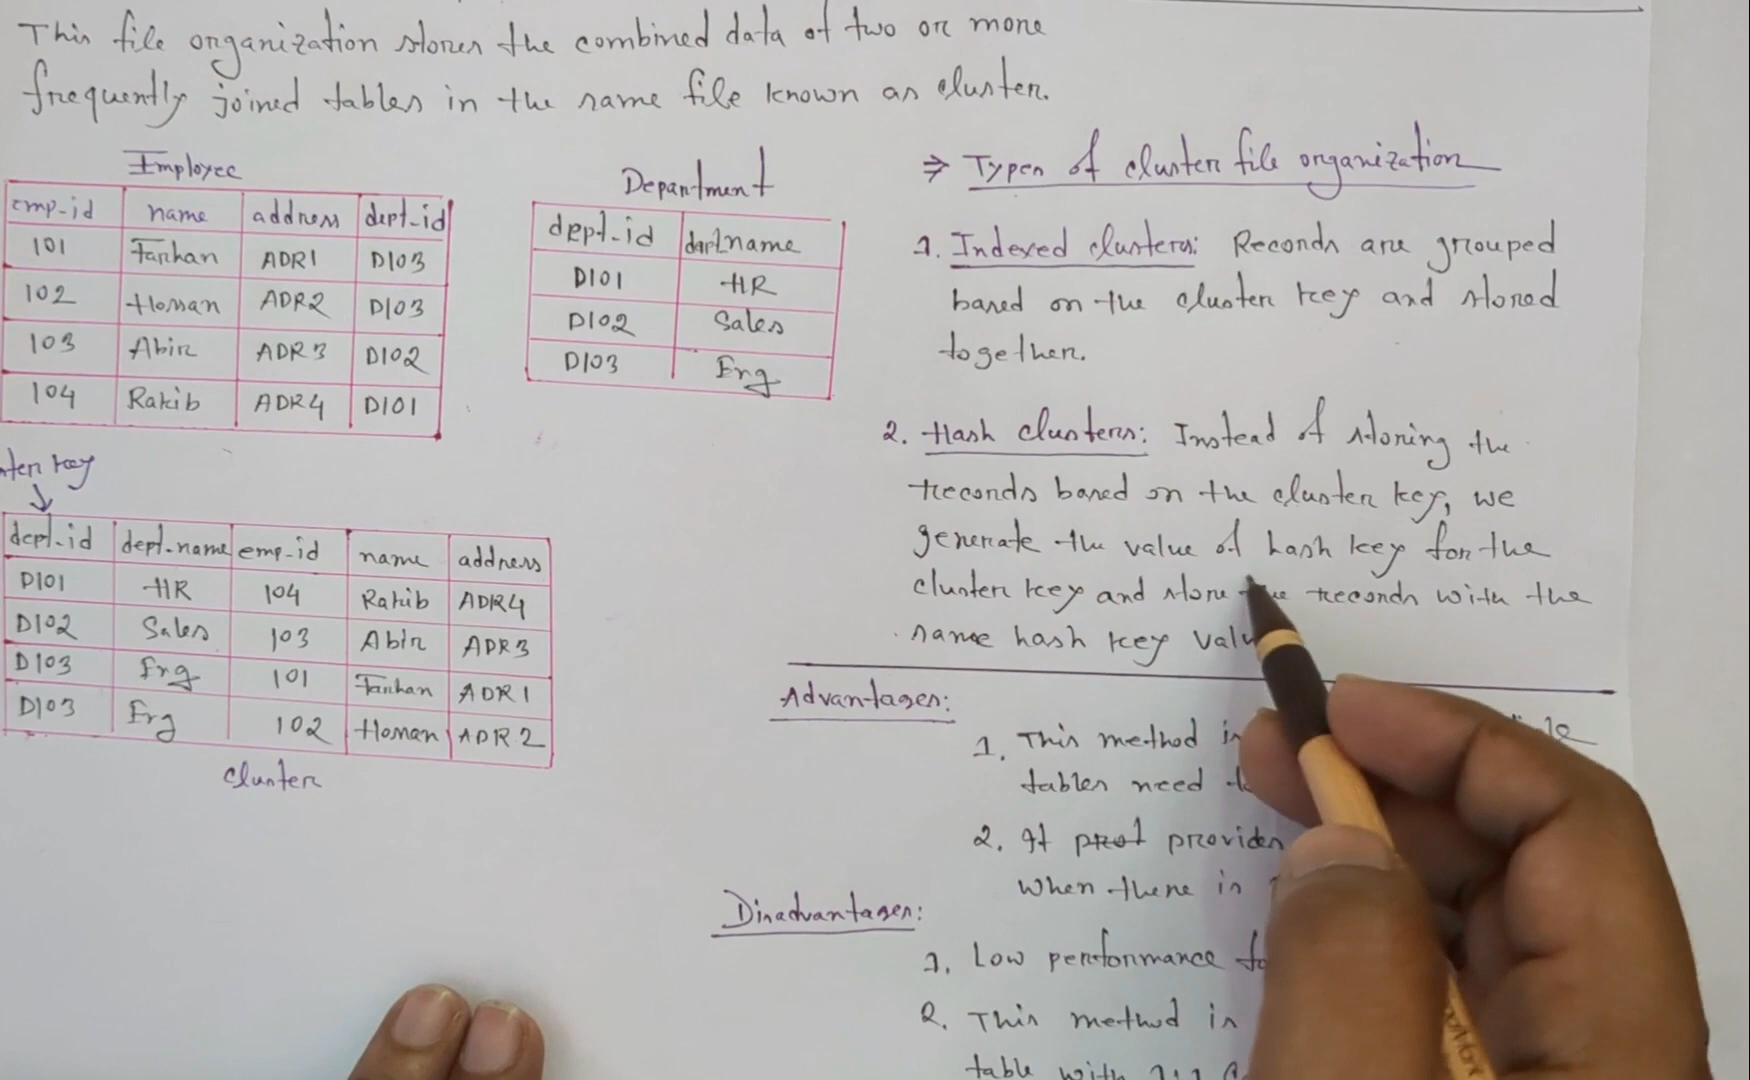 This file organization stores the combined data of two or more
frequently joined tables in the same file known as cluster.
Employee
emp-id name address dept-id
101 Farhan ADR1 D103
102 Hossan ADR2 D103
103 Abir ADR3 D102
104 Rakib ADR4 D101
Department
dept-id deptname
D101 HR
D102 Sales
D103 Eng
key
dept-id dept-name emp-id name address
D101 HR 104 Rakib ADR4
D102 Sales 103 Abir ADR3
D103 Eng 101 Farhan ADR1
D103 Eng 102 Hossan ADR2
cluster
⇒ Types of cluster file organization
1. Indexed clusters: Records are grouped
based on the cluster key and stored
together.
2. Hash clusters: Instead of storing the
records based on the cluster key, we
generate the value of hash key for the
cluster key and store the records with the
same hash key
Advantages:
1. This method
tables need
2. It provides
when there is
Disadvantages:
1. Low performance
2. This method is
table with 1:1